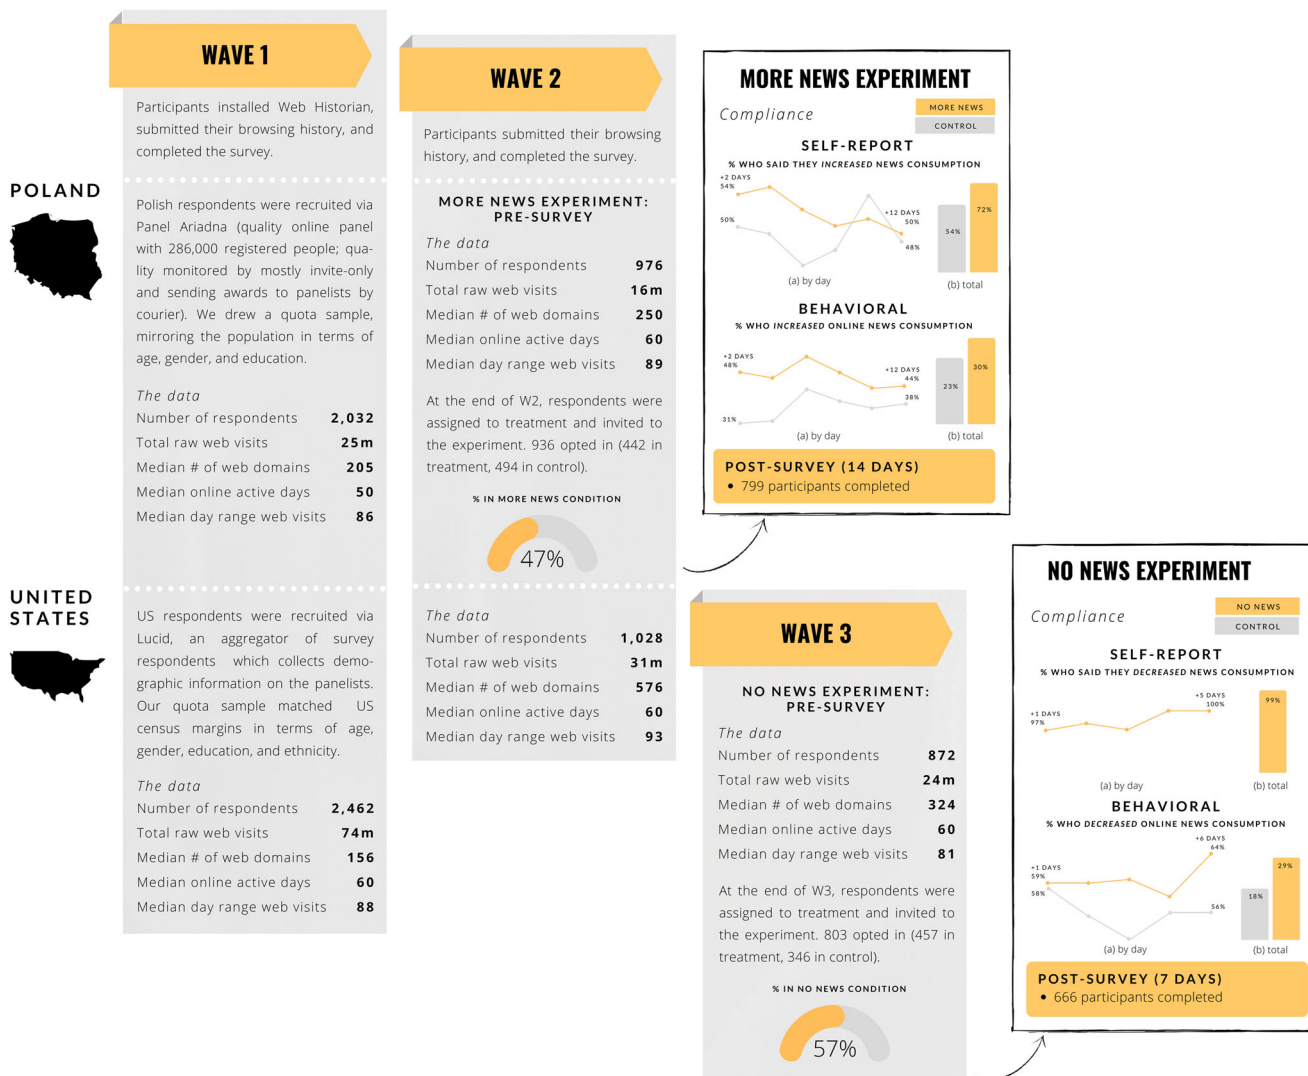 WAVE 1
Participants installed Web Historian,
submitted their browsing history, and
completed the survey.
POLAND
Polish respondents were recruited via
Panel Ariadna (quality online panel
with 286,000 registered people; qua-
lity monitored by mostly invite-only
and sending awards to panelists by
courier). We drew a quota sample,
mirroring the population in terms of
age, gender, and education.
The data
Number of respondents 2,032
Total raw web visits 25m
Median # of web domains 205
Median online active days 50
Median day range web visits 86
UNITED
STATES
US respondents were recruited via
Lucid, an aggregator of survey
respondents which collects demo-
graphic information on the panelists.
Our quota sample matched US
census margins in terms of age,
gender, education, and ethnicity.
The data
Number of respondents 2,462
Total raw web visits 74m
Median # of web domains 156
Median online active days 60
Median day range web visits 88
WAVE 2
Participants submitted their browsing
history, and completed the survey.
MORE NEWS EXPERIMENT:
PRE-SURVEY
The data
Number of respondents 976
Total raw web visits 16m
Median # of web domains 250
Median online active days 60
Median day range web visits 89
At the end of W2, respondents were
assigned to treatment and invited to
the experiment. 936 opted in (442 in
treatment, 494 in control).
% IN MORE NEWS CONDITION
47%
The data
Number of respondents 1,028
Total raw web visits 31m
Median # of web domains 576
Median online active days 60
Median day range web visits 93
MORE NEWS EXPERIMENT
Compliance
MORE NEWS
CONTROL
SELF-REPORT
% WHO SAID THEY INCREASED NEWS CONSUMPTION
+2 DAYS
54%
50%
+12 DAYS
50%
48%
54%
72%
(a) by day
(b) total
BEHAVIORAL
% WHO INCREASED ONLINE NEWS CONSUMPTION
+2 DAYS
48%
31%
+12 DAYS
44%
38%
23%
30%
(a) by day
(b) total
POST-SURVEY (14 DAYS)
• 799 participants completed
WAVE 3
NO NEWS EXPERIMENT:
PRE-SURVEY
The data
Number of respondents 872
Total raw web visits 24m
Median # of web domains 324
Median online active days 60
Median day range web visits 81
At the end of W3, respondents were
assigned to treatment and invited to
the experiment. 803 opted in (457 in
treatment, 346 in control).
% IN NO NEWS CONDITION
57%
NO NEWS EXPERIMENT
Compliance
NO NEWS
CONTROL
SELF-REPORT
% WHO SAID THEY DECREASED NEWS CONSUMPTION
+1 DAYS
97%
+5 DAYS
100%
99%
(a) by day
(b) total
BEHAVIORAL
% WHO DECREASED ONLINE NEWS CONSUMPTION
+1 DAYS
59%
58%
+6 DAYS
64%
56%
18%
29%
(a) by day
(b) total
POST-SURVEY (7 DAYS)
• 666 participants completed